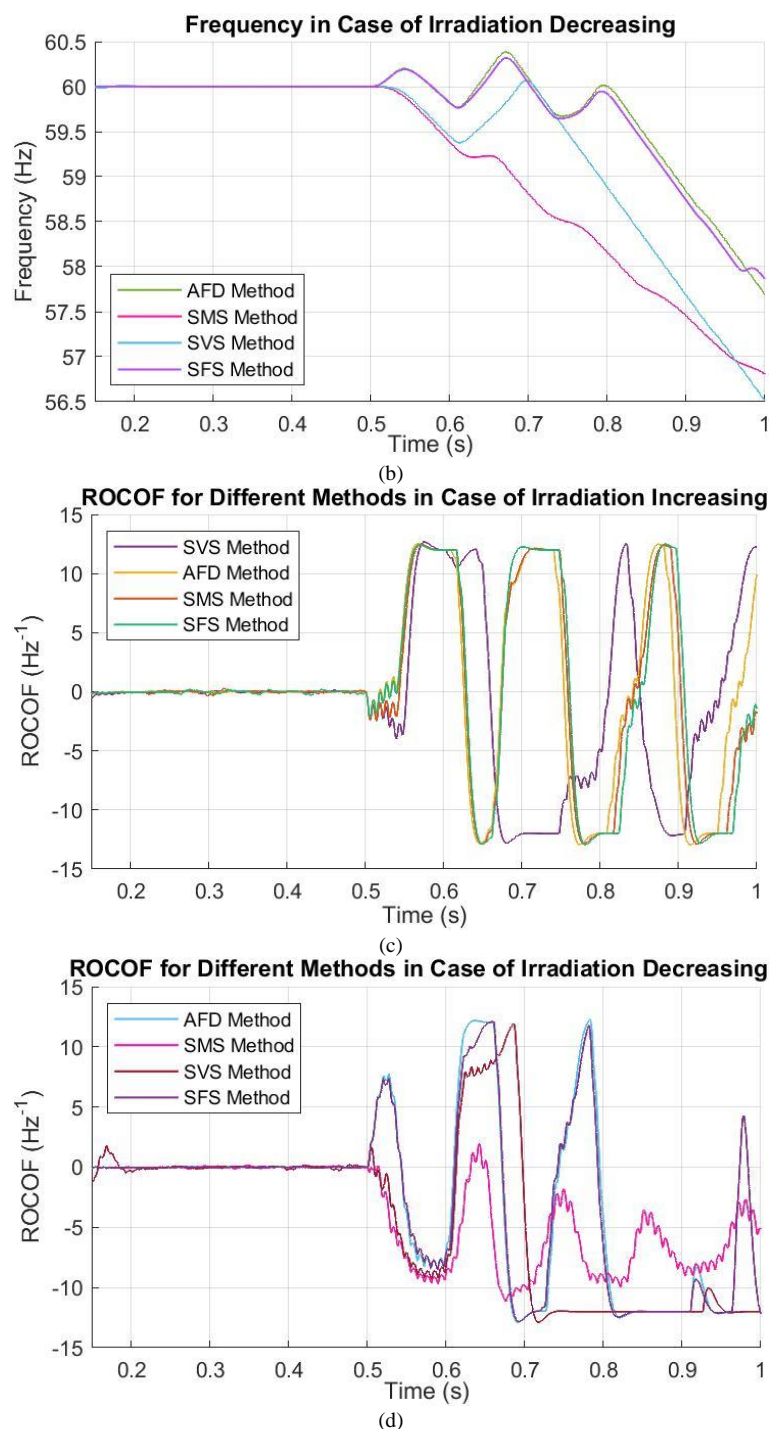 Frequency in Case of Irradiation Decreasing
60.5
60
59.5
59
58.5
58
57.5
57
56.5
Frequency (Hz)
AFD Method
SMS Method
SVS Method
SFS Method
0.2 0.3 0.4 0.5 0.6 0.7 0.8 0.9 1
Time (s)
(b)
ROCOF for Different Methods in Case of Irradiation Increasing
15
10
5
0
-5
-10
-15
ROCOF (Hz-1)
SVS Method
AFD Method
SMS Method
SFS Method
0.2 0.3 0.4 0.5 0.6 0.7 0.8 0.9 1
Time (s)
(c)
ROCOF for Different Methods in Case of Irradiation Decreasing
15
10
5
0
-5
-10
-15
ROCOF (Hz-1)
AFD Method
SMS Method
SVS Method
SFS Method
0.2 0.3 0.4 0.5 0.6 0.7 0.8 0.9 1
Time (s)
(d)